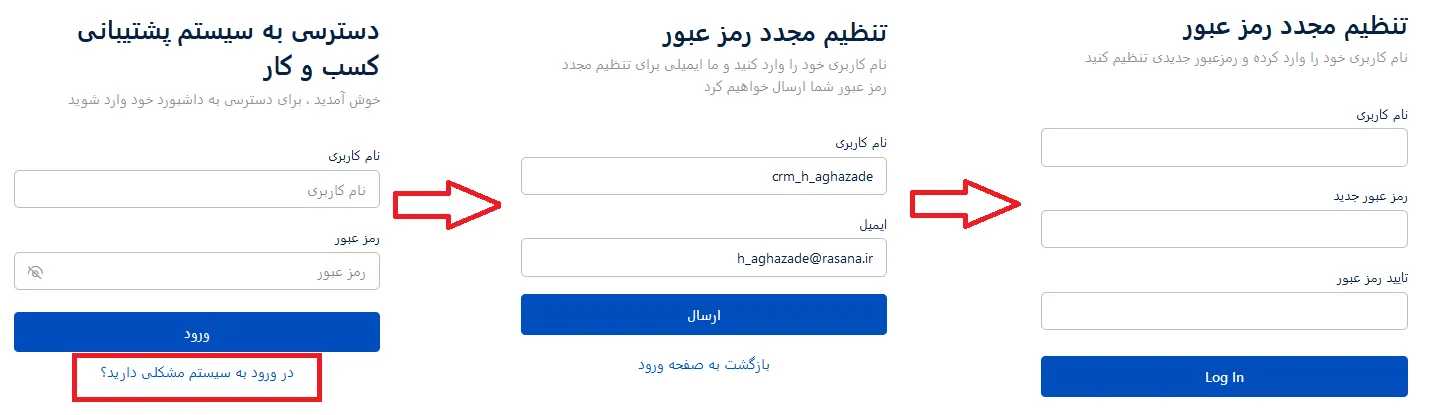 دسترسی به سیستم پشتیبانی
کسب و کار
خوش آمدید ، برای دسترسی به داشبورد خود وارد شوید
نام کاربری
نام کاربری
رمز عبور
رمز عبور
ورود
در ورود به سیستم مشکلی دارید؟
تنظیم مجدد رمز عبور
نام کاربری خود را وارد کنید و ما ایمیلی برای تنظیم مجدد
رمز عبور شما ارسال خواهیم کرد
نام کاربری
crm_h_aghazade
ایمیل
h_aghazade@rasana.ir
ارسال
بازگشت به صفحه ورود
تنظیم مجدد رمز عبور
نام کاربری خود را وارد کرده و رمزعبور جدیدی تنظیم کنید
نام کاربری
رمز عبور جدید
تایید رمز عبور
Log In